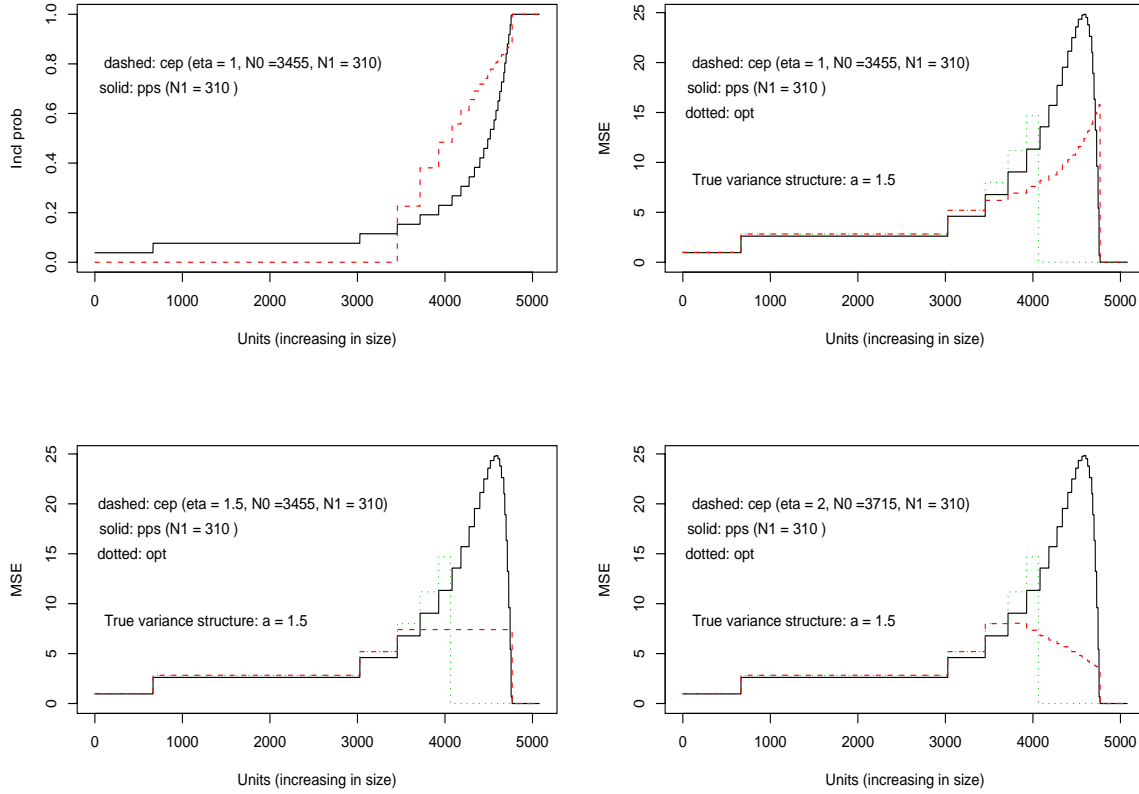 dashed: cep (eta = 1, N0 =3455, N1 = 310)
solid: pps (N1 = 310 )
Incl prob
0.0 0.2 0.4 0.6 0.8 1.0
0 1000 2000 3000 4000 5000
Units (increasing in size)
dashed: cep (eta = 1, N0 =3455, N1 = 310)
solid: pps (N1 = 310 )
dotted: opt
True variance structure: a = 1.5
MSE
0 5 10 15 20 25
0 1000 2000 3000 4000 5000
Units (increasing in size)
dashed: cep (eta = 1.5, N0 =3455, N1 = 310)
solid: pps (N1 = 310 )
dotted: opt
True variance structure: a = 1.5
MSE
0 5 10 15 20 25
0 1000 2000 3000 4000 5000
Units (increasing in size)
dashed: cep (eta = 2, N0 =3715, N1 = 310)
solid: pps (N1 = 310 )
dotted: opt
True variance structure: a = 1.5
MSE
0 5 10 15 20 25
0 1000 2000 3000 4000 5000
Units (increasing in size)